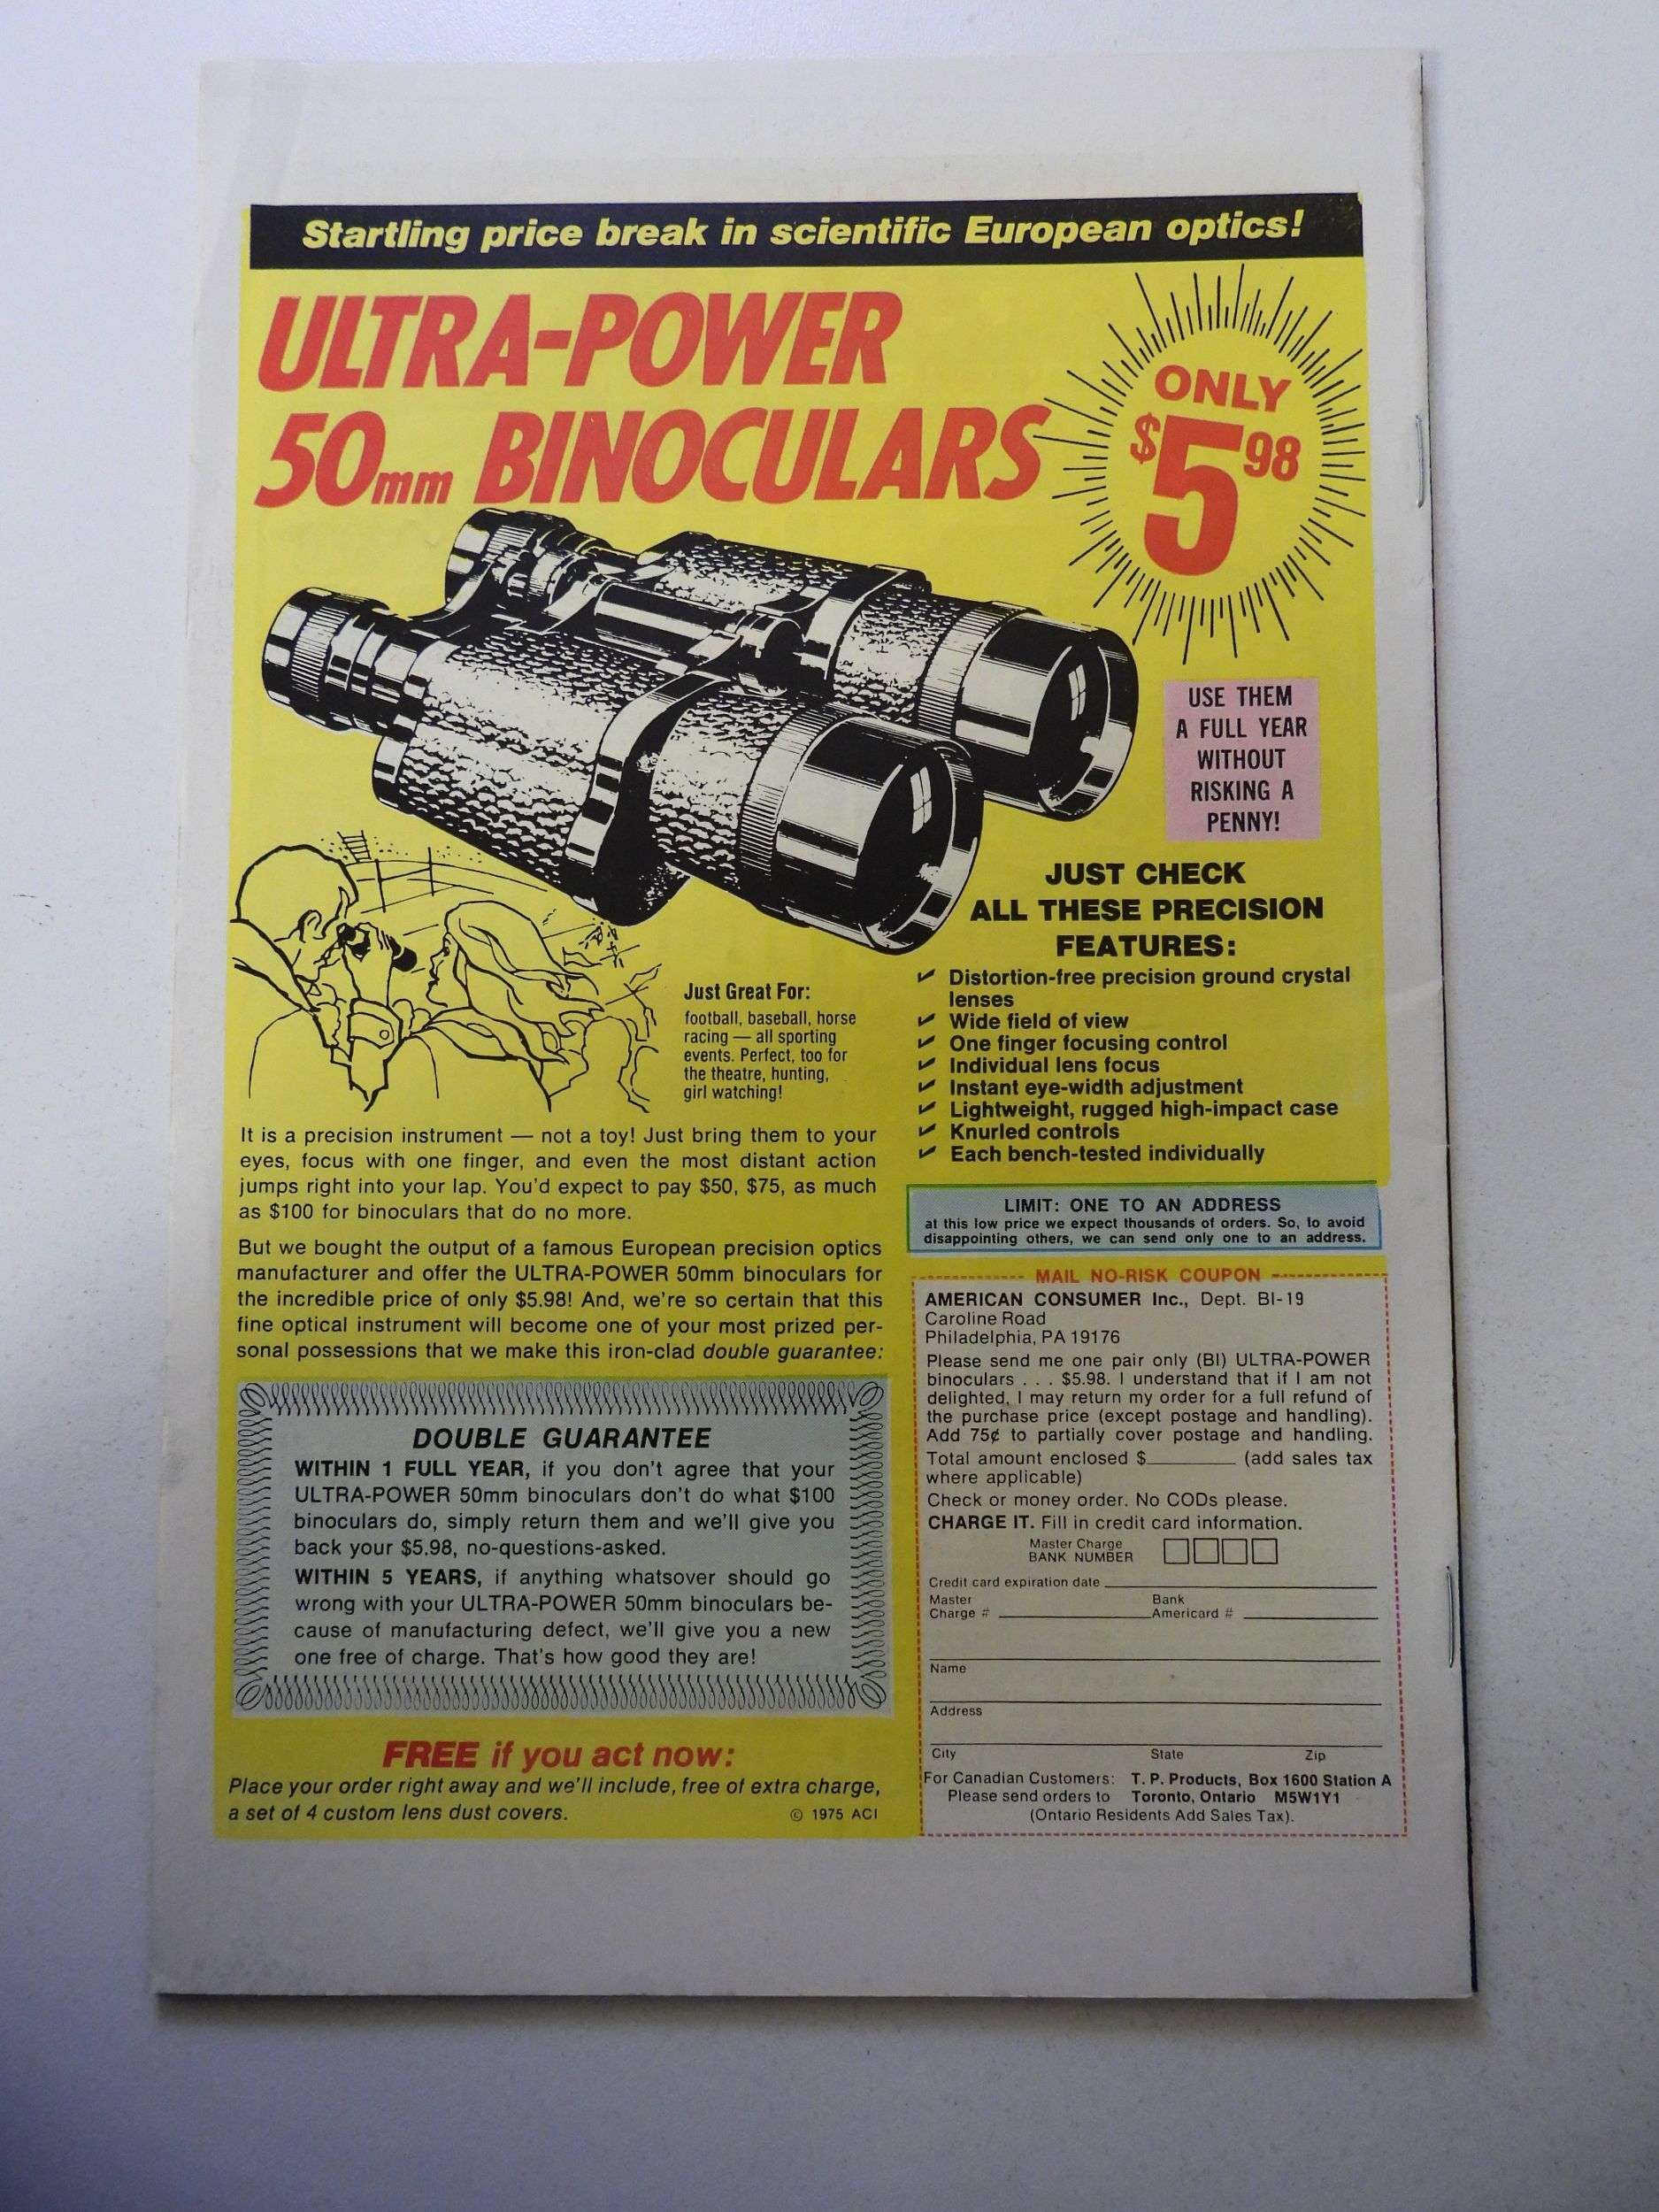 Startling price break in scientific European optics!
ULTRA-POWER
50mm BINOCULARS
ONLY
$5 98
USE THEM
A FULL YEAR
WITHOUT
RISKING A
PENNY!
JUST CHECK
ALL THESE PRECISION
FEATURES:
✔ Distortion-free precision ground crystal
lenses
✔ Wide field of view
✔ One finger focusing control
✔ Individual lens focus
✔ Instant eye-width adjustment
✔ Lightweight, rugged high-impact case
✔ Knurled controls
✔ Each bench-tested individually
Just Great For:
football, baseball, horse
racing — all sporting
events. Perfect, too for
the theatre, hunting,
girl watching!
It is a precision instrument — not a toy! Just bring them to your
eyes, focus with one finger, and even the most distant action
jumps right into your lap. You'd expect to pay $50, $75, as much
as $100 for binoculars that do no more.
But we bought the output of a famous European precision optics
manufacturer and offer the ULTRA-POWER 50mm binoculars for
the incredible price of only $5.98! And, we're so certain that this
fine optical instrument will become one of your most prized per-
sonal possessions that we make this iron-clad double guarantee:
DOUBLE GUARANTEE
WITHIN 1 FULL YEAR, if you don't agree that your
ULTRA-POWER 50mm binoculars don't do what $100
binoculars do, simply return them and we'll give you
back your $5.98, no-questions-asked.
WITHIN 5 YEARS, if anything whatsover should go
wrong with your ULTRA-POWER 50mm binoculars be-
cause of manufacturing defect, we'll give you a new
one free of charge. That's how good they are!
FREE if you act now:
Place your order right away and we'll include, free of extra charge,
a set of 4 custom lens dust covers.
© 1975 ACI
LIMIT: ONE TO AN ADDRESS
at this low price we expect thousands of orders. So, to avoid
disappointing others, we can send only one to an address.
MAIL NO-RISK COUPON
AMERICAN CONSUMER Inc., Dept. BI-19
Caroline Road
Philadelphia, PA 19176
Please send me one pair only (BI) ULTRA-POWER
binoculars . . . $5.98. I understand that if I am not
delighted, I may return my order for a full refund of
the purchase price (except postage and handling).
Add 75¢ to partially cover postage and handling.
Total amount enclosed $________ (add sales tax
where applicable)
Check or money order. No CODs please.
CHARGE IT. Fill in credit card information.
Master Charge
BANK NUMBER
Credit card expiration date
Master
Charge #
Bank
Americard #
Name
Address
City State Zip
For Canadian Customers: T. P. Products, Box 1600 Station A
Please send orders to Toronto, Ontario M5W1Y1
(Ontario Residents Add Sales Tax).